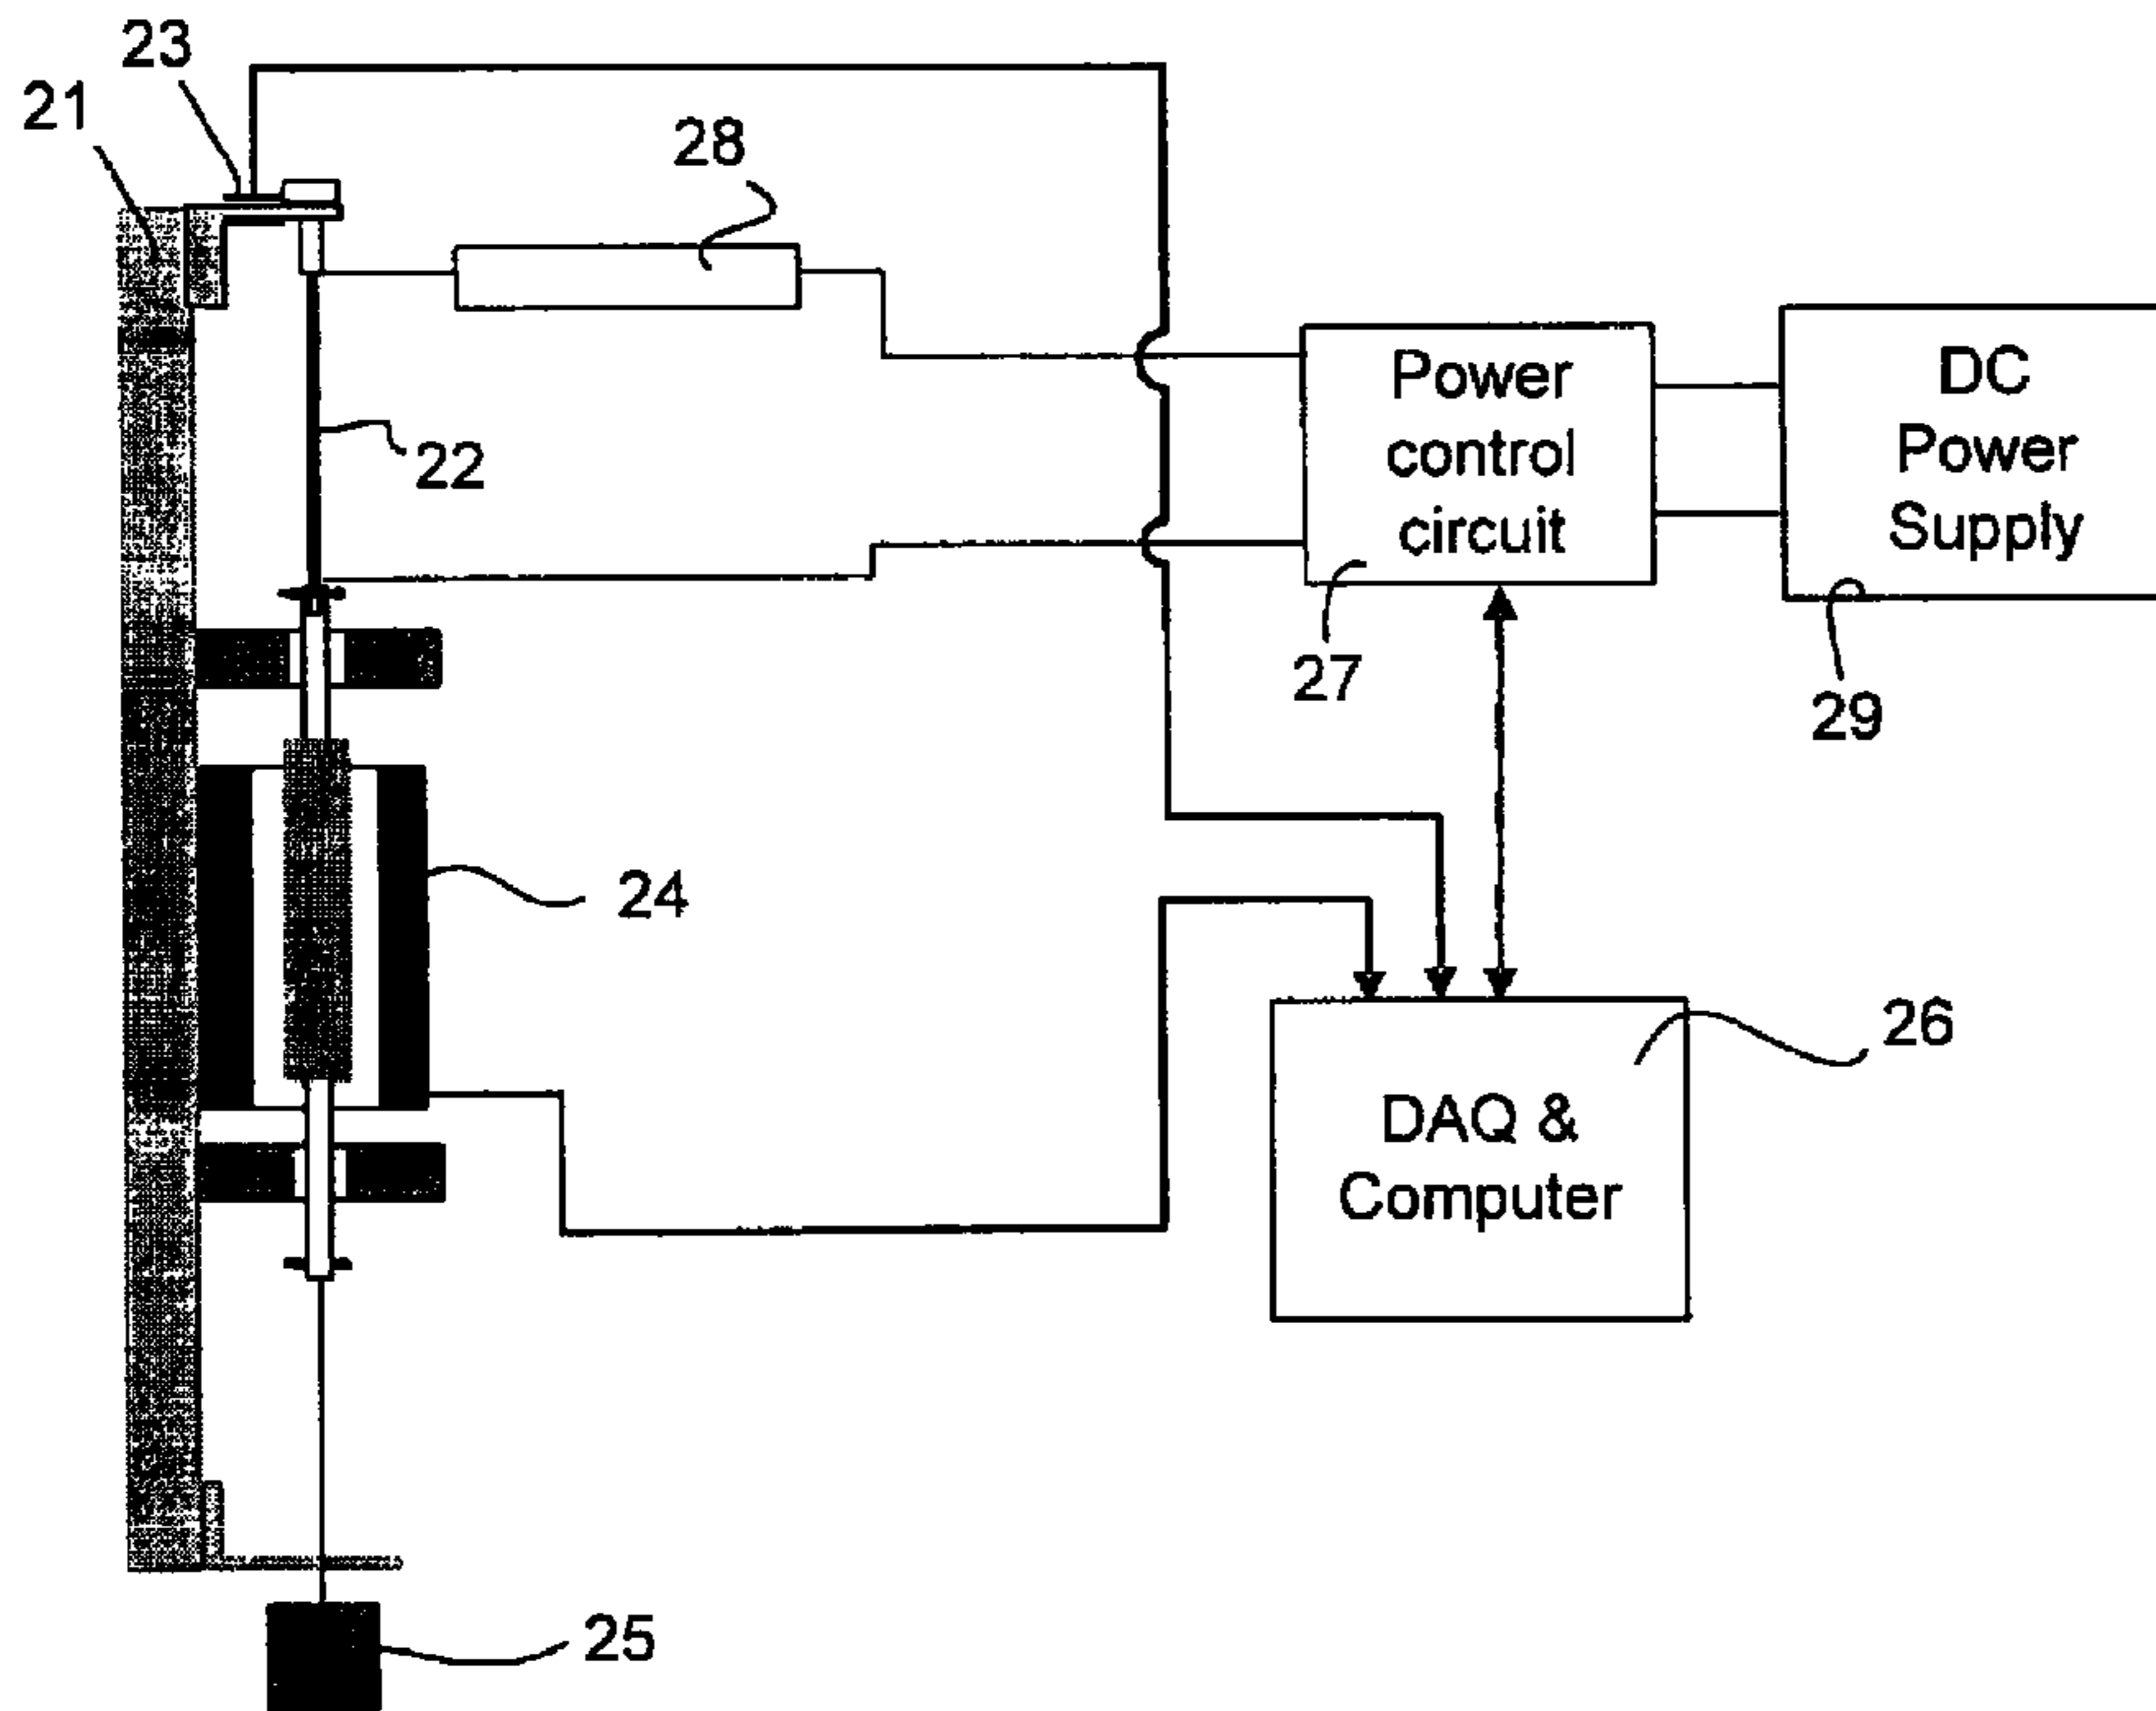 23
21
28
22
Power
control
circuit
27
DC
Power
Supply
29
24
26
DAQ &
Computer
25